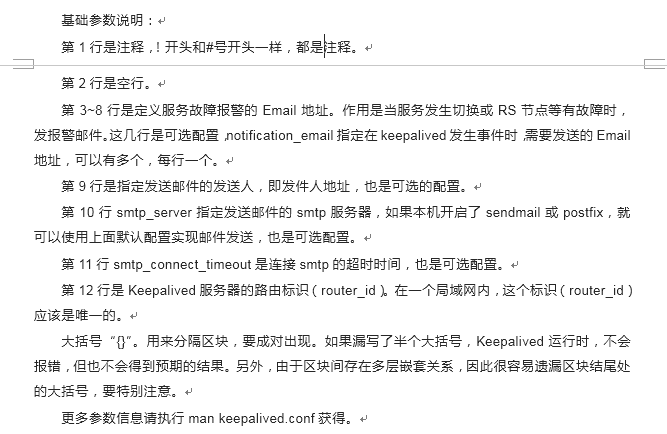 基础参数说明：
第 1 行是注释，! 开头和#号开头一样，都是注释。
第 2 行是空行。
第 3~8 行是定义服务故障报警的 Email 地址。作用是当服务发生切换或 RS 节点等有故障时，
发报警邮件。这几行是可选配置，notification_email 指定在 keepalived 发生事件时，需要发送的 Email
地址，可以有多个，每行一个。
第 9 行是指定发送邮件的发送人，即发件人地址，也是可选的配置。
第 10 行 smtp_server 指定发送邮件的 smtp 服务器，如果本机开启了 sendmail 或 postfix，就
可以使用上面默认配置实现邮件发送，也是可选配置。
第 11 行 smtp_connect_timeout 是连接 smtp 的超时时间，也是可选配置。
第 12 行是 Keepalived 服务器的路由标识（router_id）。在一个局域网内，这个标识（router_id）
应该是唯一的。
大括号“{}”。用来分隔区块，要成对出现。如果漏写了半个大括号，Keepalived 运行时，不会
报错，但也不会得到预期的结果。另外，由于区块间存在多层嵌套关系，因此很容易遗漏区块结尾处
的大括号，要特别注意。
更多参数信息请执行 man keepalived.conf 获得。